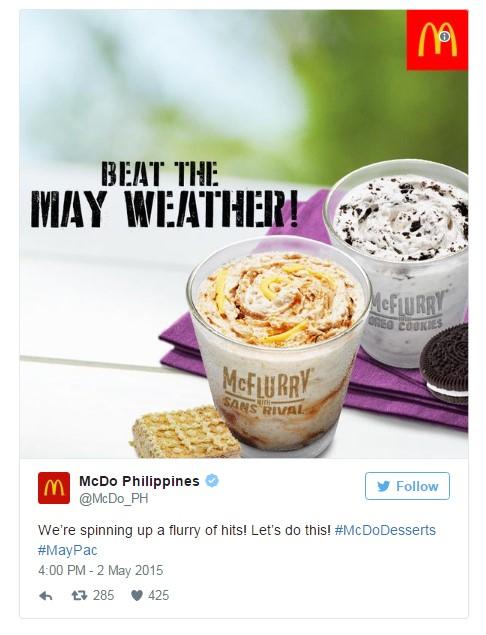 BEAT THE
MAY WEATHER!
McFLURRY
WITH
OREO COOKIES
McFLURRY®
WITH
SANS RIVAL
McDo Philippines
@McDo_PH
Follow
We're spinning up a flurry of hits! Let's do this! #McDoDesserts
#MayPac
4:00 PM - 2 May 2015
285 425